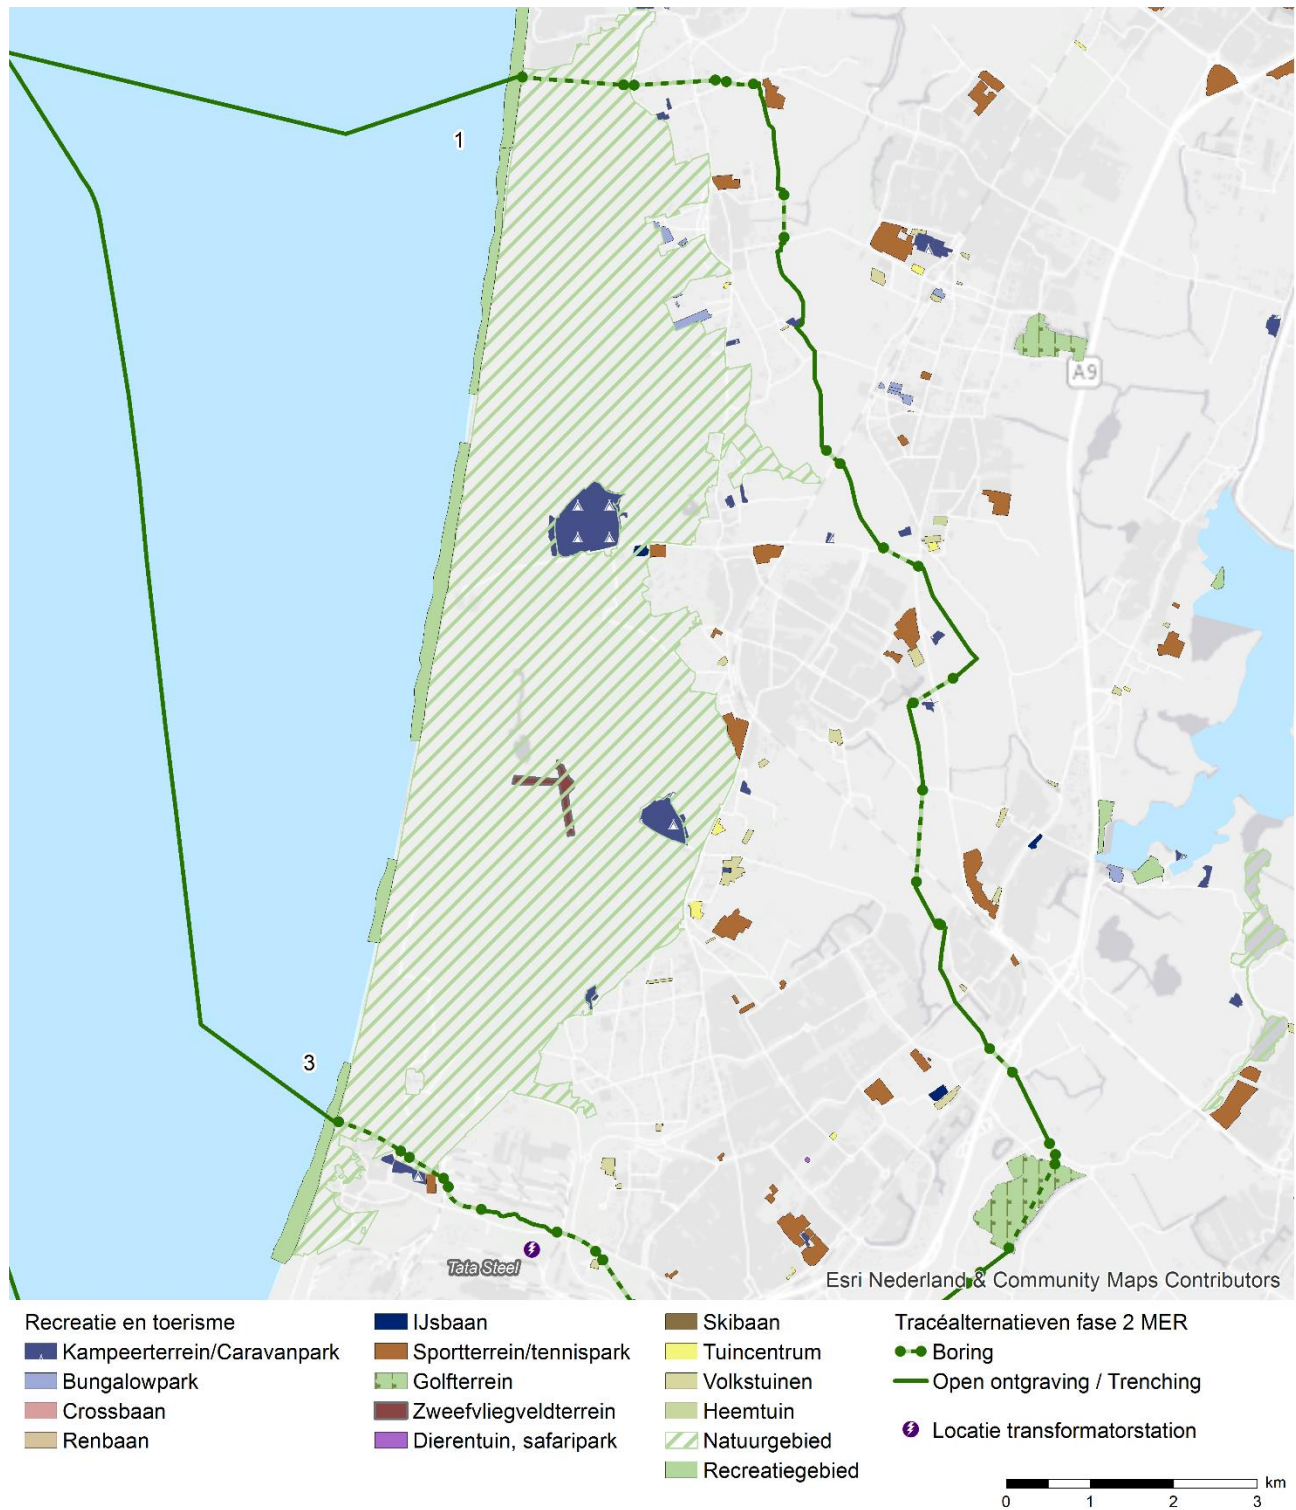 1
A9
3
Tata Steel
Esri Nederland & Community Maps Contributors
Recreatie en toerisme
Kampeerterrein/Caravanpark
Bungalowpark
Crossbaan
Renbaan
IJsbaan
Sportterrein/tennispark
Golfterrein
Zweefvliegveldterrein
Dierentuin, safaripark
Skibaan
Tuincentrum
Volkstuinen
Heemtuin
Natuurgebied
Recreatiegebied
Tracéalternatieven fase 2 MER
Boring
Open ontgraving / Trenching
Locatie transformatorstation
km
0 1 2 3